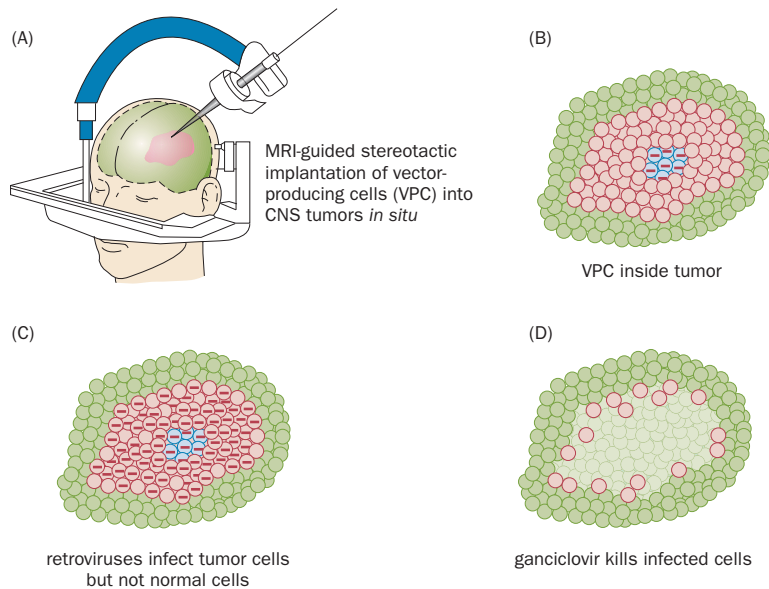 (A)
MRI-guided stereotactic
implantation of vector-
producing cells (VPC) into
CNS tumors in situ
(B)
VPC inside tumor
(C)
retroviruses infect tumor cells
but not normal cells
(D)
ganciclovir kills infected cells